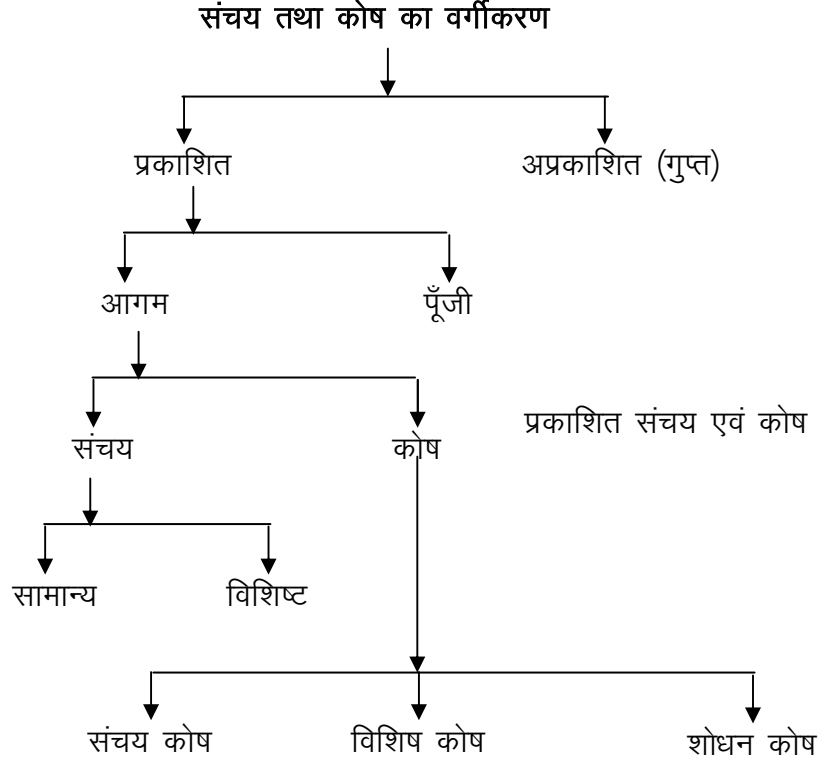 संचय तथा कोष का वर्गीकरण
प्रकाशित अप्रकाशित (गुप्त)
आगम पूँजी
प्रकाशित संचय एवं कोष
संचय कोष
सामान्य विशिष्ट
संचय कोष विशिष कोष शोधन कोष